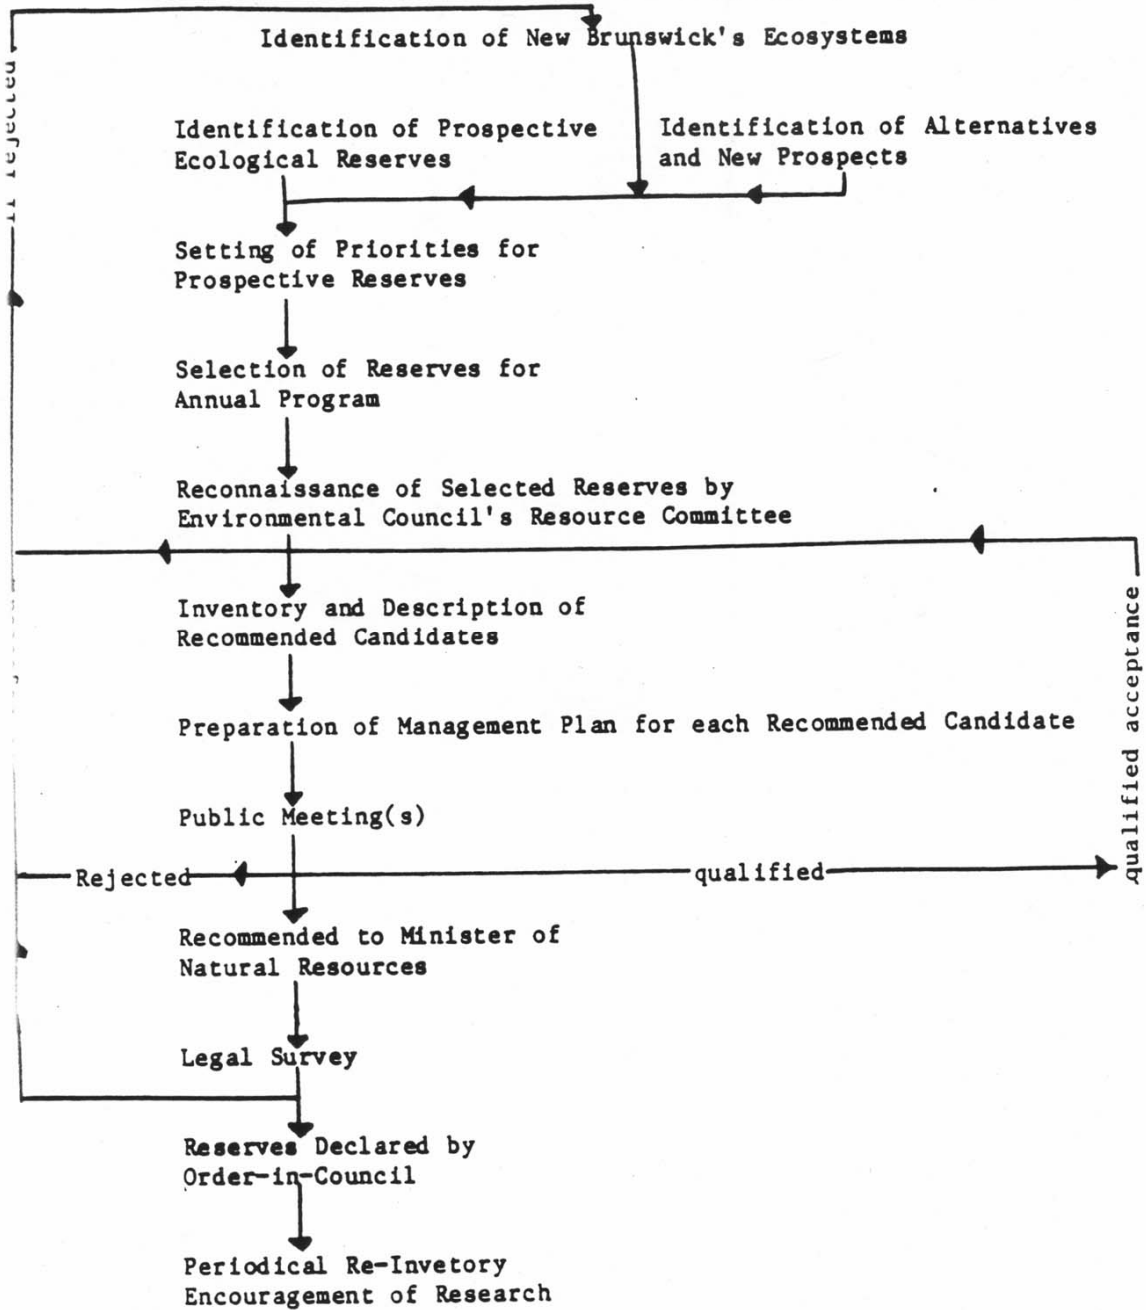 Identification of New Brunswick's Ecosystems
If rejected
Identification of Prospective
Ecological Reserves
Identification of Alternatives
and New Prospects
Setting of Priorities for
Prospective Reserves
Selection of Reserves for
Annual Program
Reconnaissance of Selected Reserves by
Environmental Council's Resource Committee
Inventory and Description of
Recommended Candidates
qualified acceptance
Preparation of Management Plan for each Recommended Candidate
Public Meeting(s)
Rejected
qualified
Recommended to Minister of
Natural Resources
Legal Survey
Reserves Declared by
Order-in-Council
Periodical Re-Invetory
Encouragement of Research